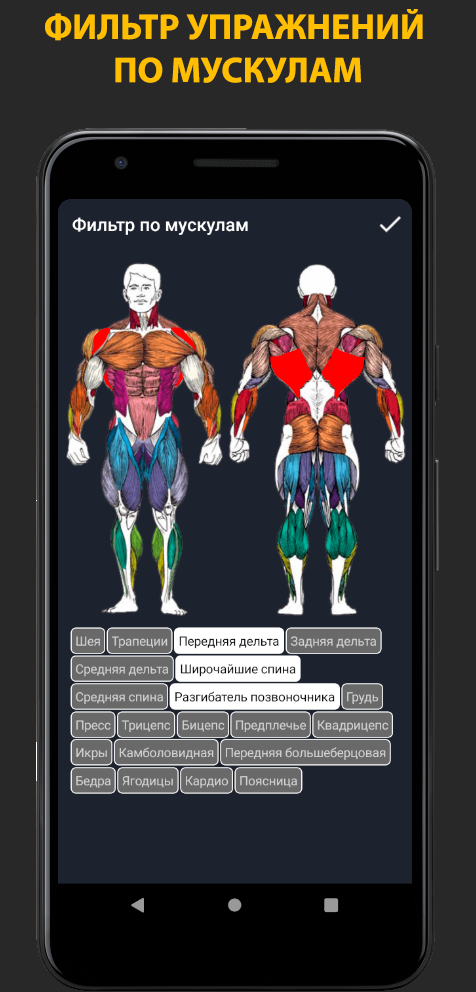 ФИЛЬТР УПРАЖНЕНИЙ
ПО МУСКУЛАМ
Фильтр по мускулам
Шея Трапеции Передняя дельта Задняя дельта
Средняя дельта Широчайшие спина
Средняя спина Разгибатель позвоночника Грудь
Пресс Трицепс Бицепс Предплечье Квадрицепс
Икры Камболовидная Передняя большеберцовая
Бедра Ягодицы Кардио Поясница